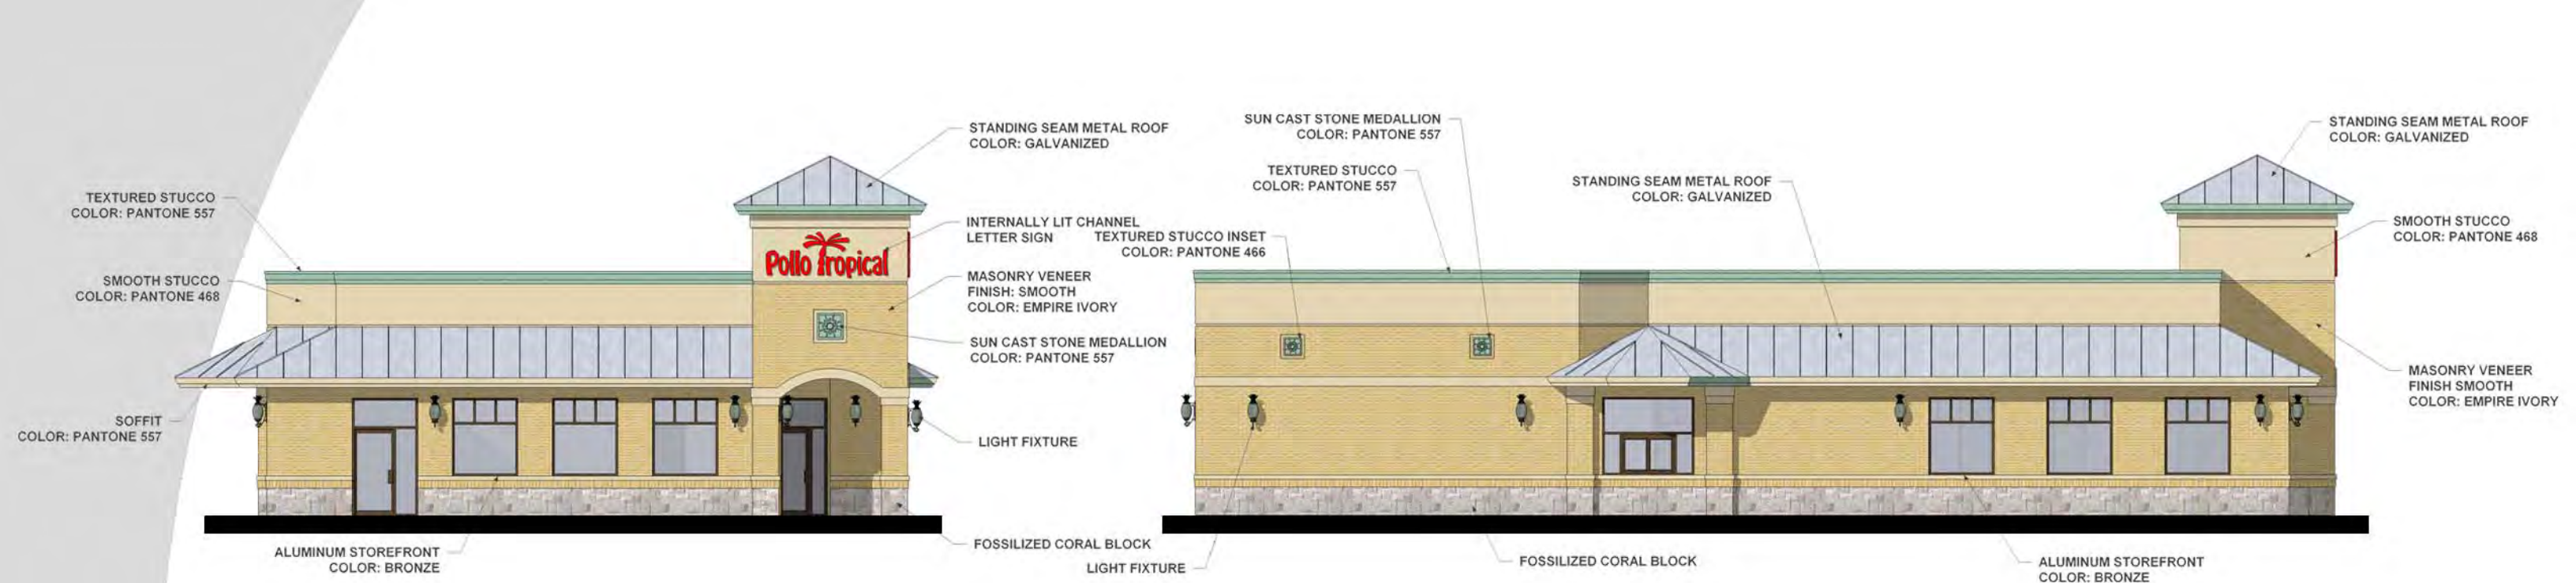 TEXTURED STUCCO
COLOR: PANTONE 557
SMOOTH STUCCO
COLOR: PANTONE 468
SOFFIT
COLOR: PANTONE 557
ALUMINUM STOREFRONT
COLOR: BRONZE
STANDING SEAM METAL ROOF
COLOR: GALVANIZED
INTERNALLY LIT CHANNEL
LETTER SIGN
Pollo Tropical
MASONRY VENEER
FINISH: SMOOTH
COLOR: EMPIRE IVORY
SUN CAST STONE MEDALLION
COLOR: PANTONE 557
LIGHT FIXTURE
FOSSILIZED CORAL BLOCK
SUN CAST STONE MEDALLION
COLOR: PANTONE 557
TEXTURED STUCCO
COLOR: PANTONE 557
TEXTURED STUCCO INSET
COLOR: PANTONE 466
STANDING SEAM METAL ROOF
COLOR: GALVANIZED
LIGHT FIXTURE
FOSSILIZED CORAL BLOCK
STANDING SEAM METAL ROOF
COLOR: GALVANIZED
SMOOTH STUCCO
COLOR: PANTONE 468
MASONRY VENEER
FINISH SMOOTH
COLOR: EMPIRE IVORY
ALUMINUM STOREFRONT
COLOR: BRONZE